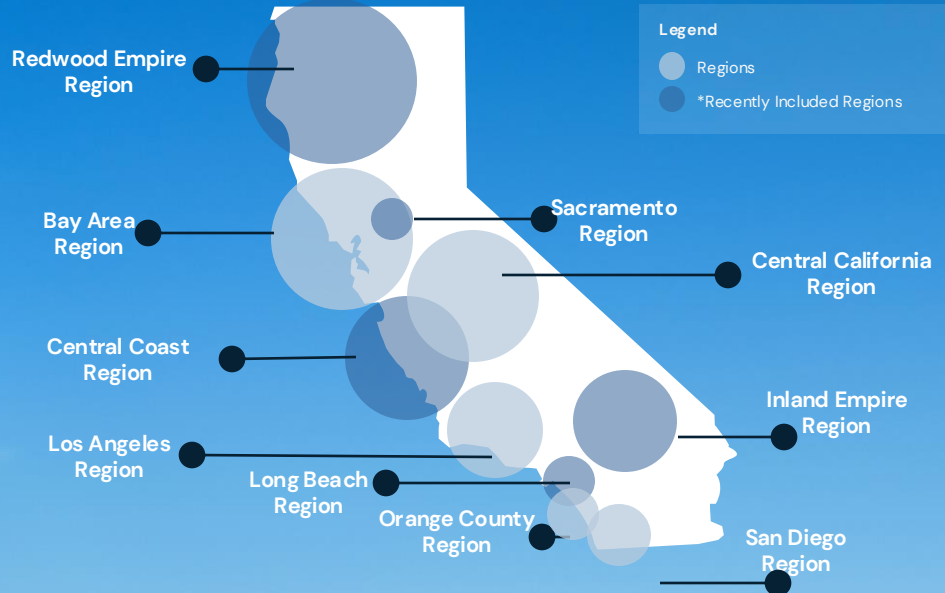 Legend
Regions
*Recently Included Regions
Redwood Empire
Region
Bay Area
Region
Sacramento
Region
Central California
Region
Central Coast
Region
Inland Empire
Region
Los Angeles
Region
Long Beach
Region
Orange County
Region
San Diego
Region